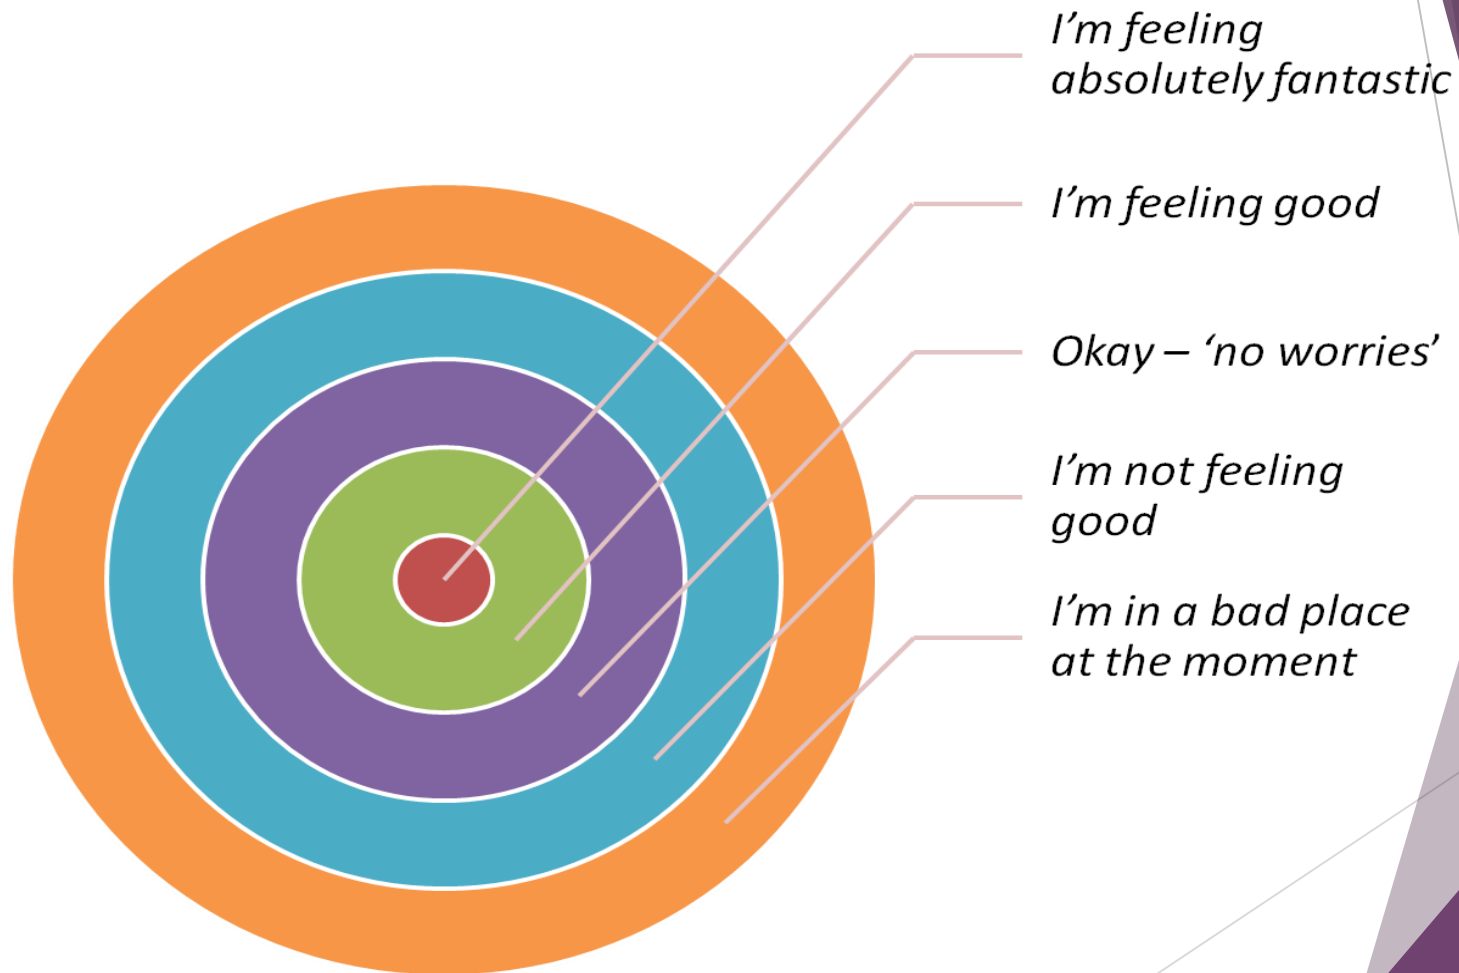 I’m feeling
absolutely fantastic
I’m feeling good
Okay – ‘no worries’
I’m not feeling
good
I’m in a bad place
at the moment